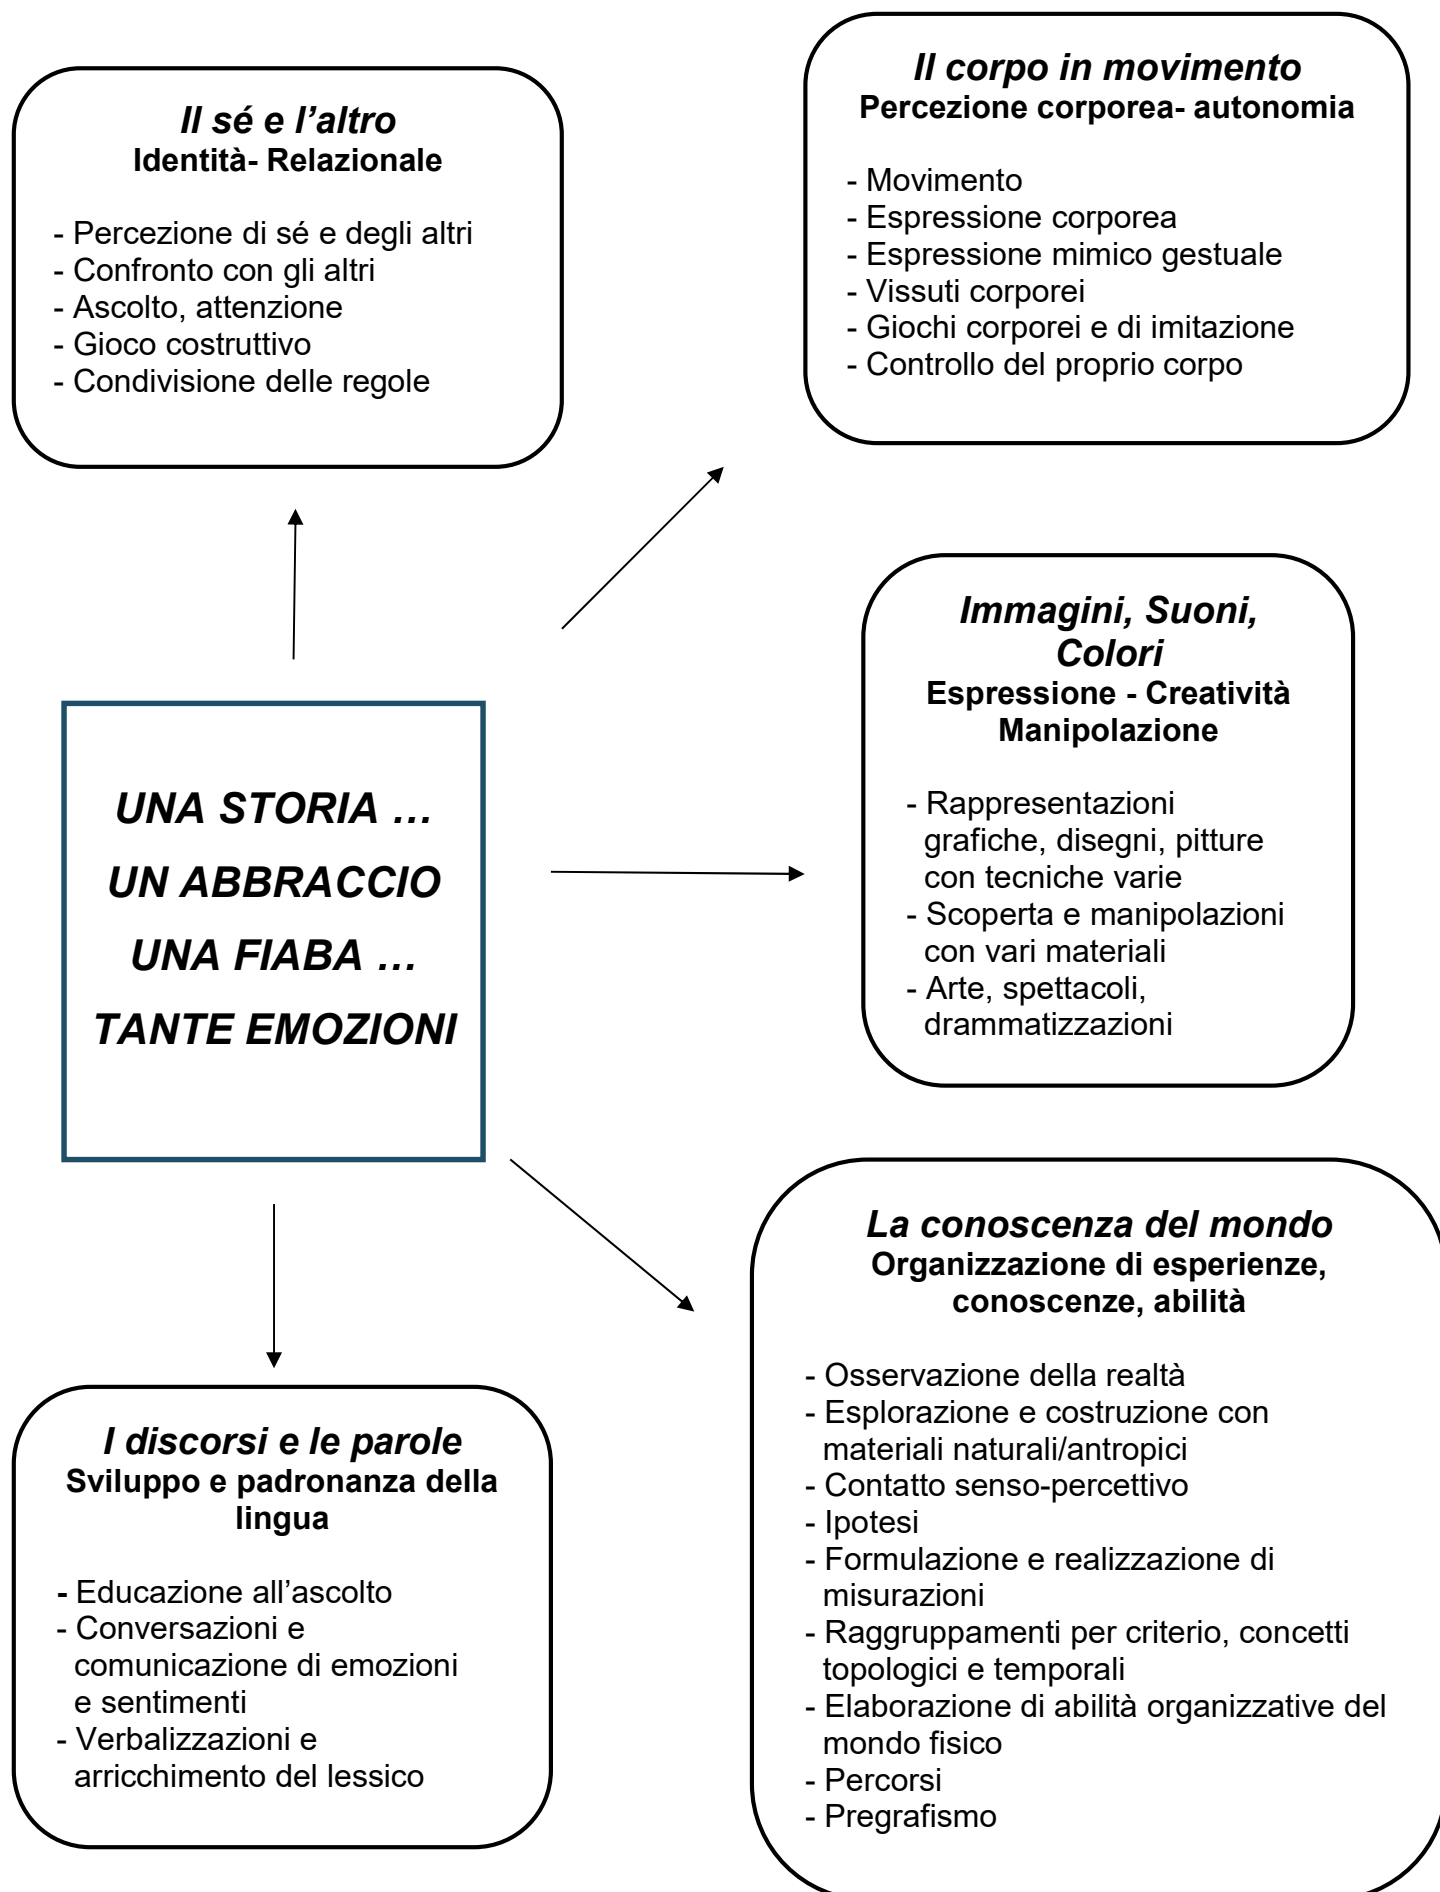 Il sé e l’altro
Identità- Relazionale
- Percezione di sé e degli altri
- Confronto con gli altri
- Ascolto, attenzione
- Gioco costruttivo
- Condivisione delle regole
Il corpo in movimento
Percezione corporea- autonomia
- Movimento
- Espressione corporea
- Espressione mimico gestuale
- Vissuti corporei
- Giochi corporei e di imitazione
- Controllo del proprio corpo
Immagini, Suoni,
Colori
Espressione - Creatività
Manipolazione
- Rappresentazioni
grafiche, disegni, pitture
con tecniche varie
- Scoperta e manipolazioni
con vari materiali
- Arte, spettacoli,
drammatizzazioni
UNA STORIA …
UN ABBRACCIO
UNA FIABA …
TANTE EMOZIONI
La conoscenza del mondo
Organizzazione di esperienze,
conoscenze, abilità
- Osservazione della realtà
- Esplorazione e costruzione con
materiali naturali/antropici
- Contatto senso-percettivo
- Ipotesi
- Formulazione e realizzazione di
misurazioni
- Raggruppamenti per criterio, concetti
topologici e temporali
- Elaborazione di abilità organizzative del
mondo fisico
- Percorsi
- Pregrafismo
I discorsi e le parole
Sviluppo e padronanza della
lingua
- Educazione all’ascolto
- Conversazioni e
comunicazione di emozioni
e sentimenti
- Verbalizzazioni e
arricchimento del lessico